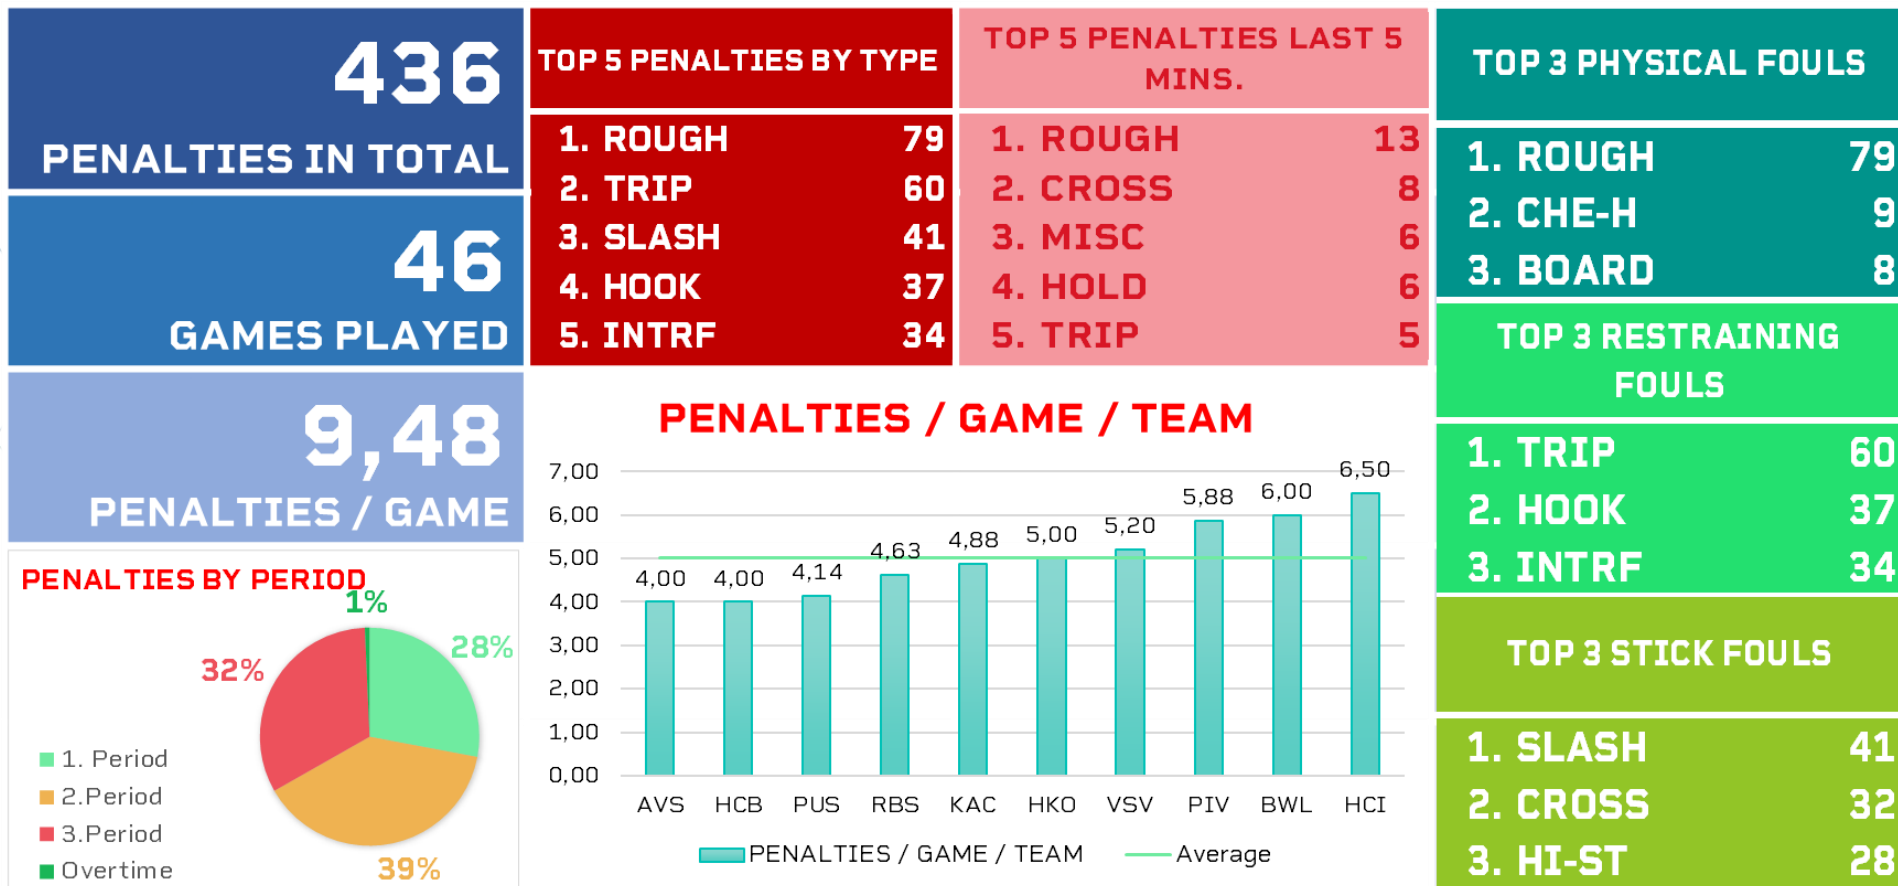 436
PENALTIES IN TOTAL
46
GAMES PLAYED
9,48
PENALTIES / GAME
TOP 5 PENALTIES BY TYPE
1. ROUGH 79
2. TRIP 60
3. SLASH 41
4. HOOK 37
5. INTRF 34
TOP 5 PENALTIES LAST 5
MINS.
1. ROUGH 13
2. CROSS 8
3. MISC 6
4. HOLD 6
5. TRIP 5
TOP 3 PHYSICAL FOULS
1. ROUGH 79
2. CHE-H 9
3. BOARD 8
TOP 3 RESTRAINING
FOULS
1. TRIP 60
2. HOOK 37
3. INTRF 34
TOP 3 STICK FOULS
1. SLASH 41
2. CROSS 32
3. HI-ST 28
PENALTIES BY PERIOD
1%
28%
32%
39%
1. Period
2.Period
3.Period
Overtime
PENALTIES / GAME / TEAM
7,00
6,00
5,00
4,00
3,00
2,00
1,00
0,00
4,00 4,00 4,14 4,63 4,88 5,00 5,20 5,88 6,00 6,50
AVS HCB PUS RBS KAC HKO VSV PIV BWL HCI
PENALTIES / GAME / TEAM Average